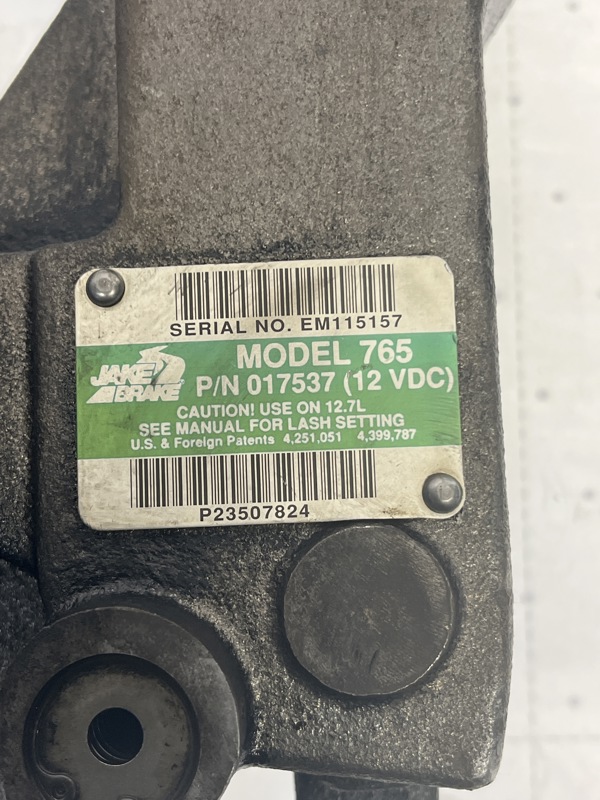 SERIAL NO. EM115157
JAKE BRAKE
MODEL 765
P/N 017537 (12 VDC)
CAUTION! USE ON 12.7L
SEE MANUAL FOR LASH SETTING
U.S. & Foreign Patents 4,251,051 4,399,787
P23507824